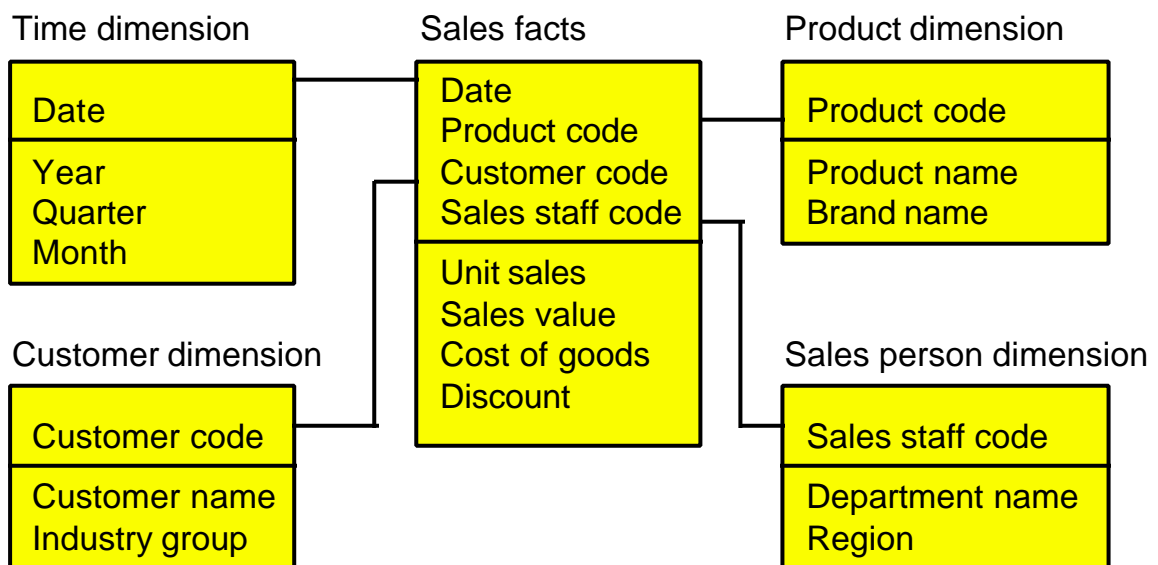 Time dimension
Date
Year
Quarter
Month
Sales facts
Date
Product code
Customer code
Sales staff code
Unit sales
Sales value
Cost of goods
Discount
Product dimension
Product code
Product name
Brand name
Customer dimension
Customer code
Customer name
Industry group
Sales person dimension
Sales staff code
Department name
Region